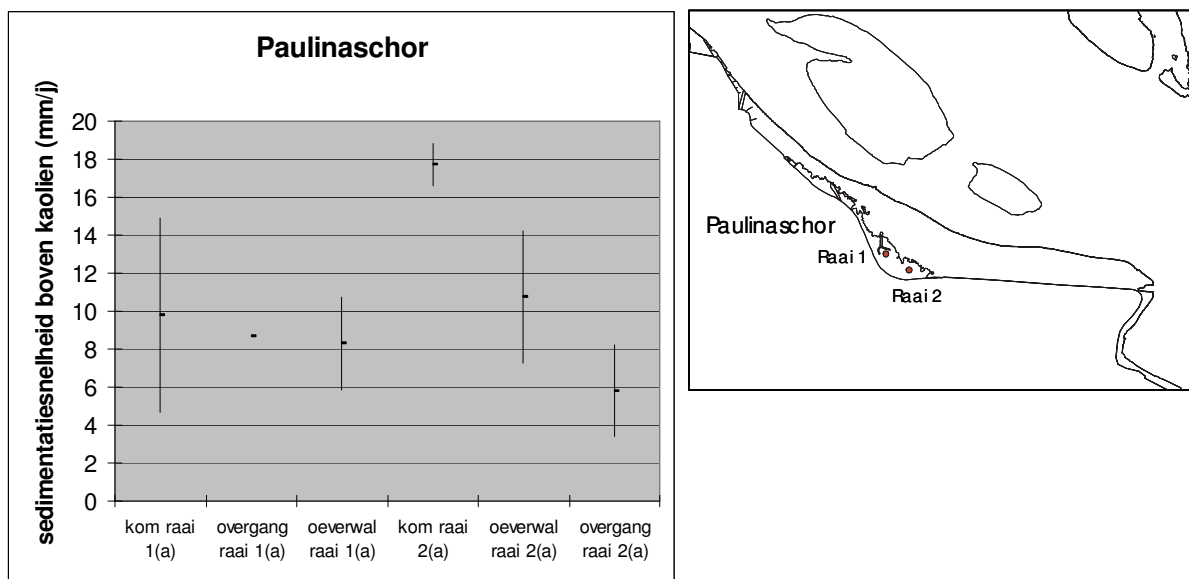 Paulinaschor
sedimentatiesnelheid boven kaolien (mm/j)
20
18
16
14
12
10
8
6
4
2
0
kom raai 1(a)
overgang raai 1(a)
oeverwal raai 1(a)
kom raai 2(a)
oeverwal raai 2(a)
overgang raai 2(a)
Paulinaschor
Raai 1
Raai 2